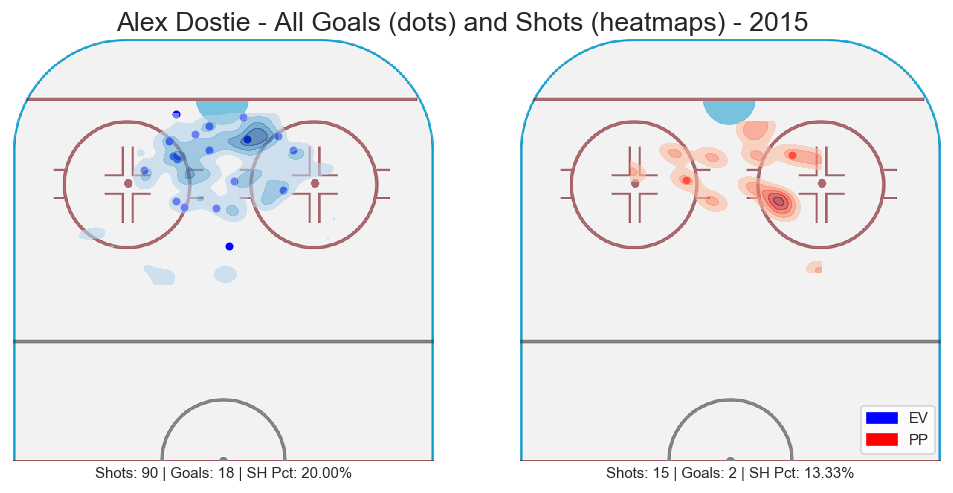 Alex Dostie - All Goals (dots) and Shots (heatmaps) - 2015
EV
PP
Shots: 90 | Goals: 18 | SH Pct: 20.00%
Shots: 15 | Goals: 2 | SH Pct: 13.33%